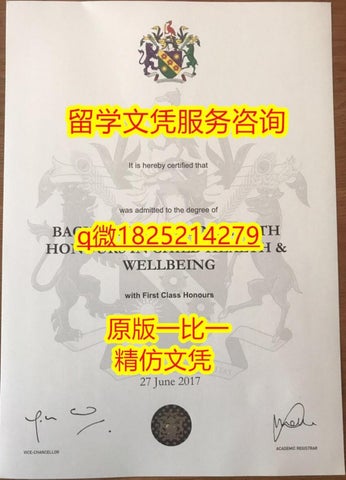 留学文凭服务咨询
It is hereby certified that
was admitted to the degree of
q微1825214279
WELLBEING
with First Class Honours
原版一比一
精仿文凭
27 June 2017
VICE-CHANCELLOR
ACADEMIC REGISTRAR